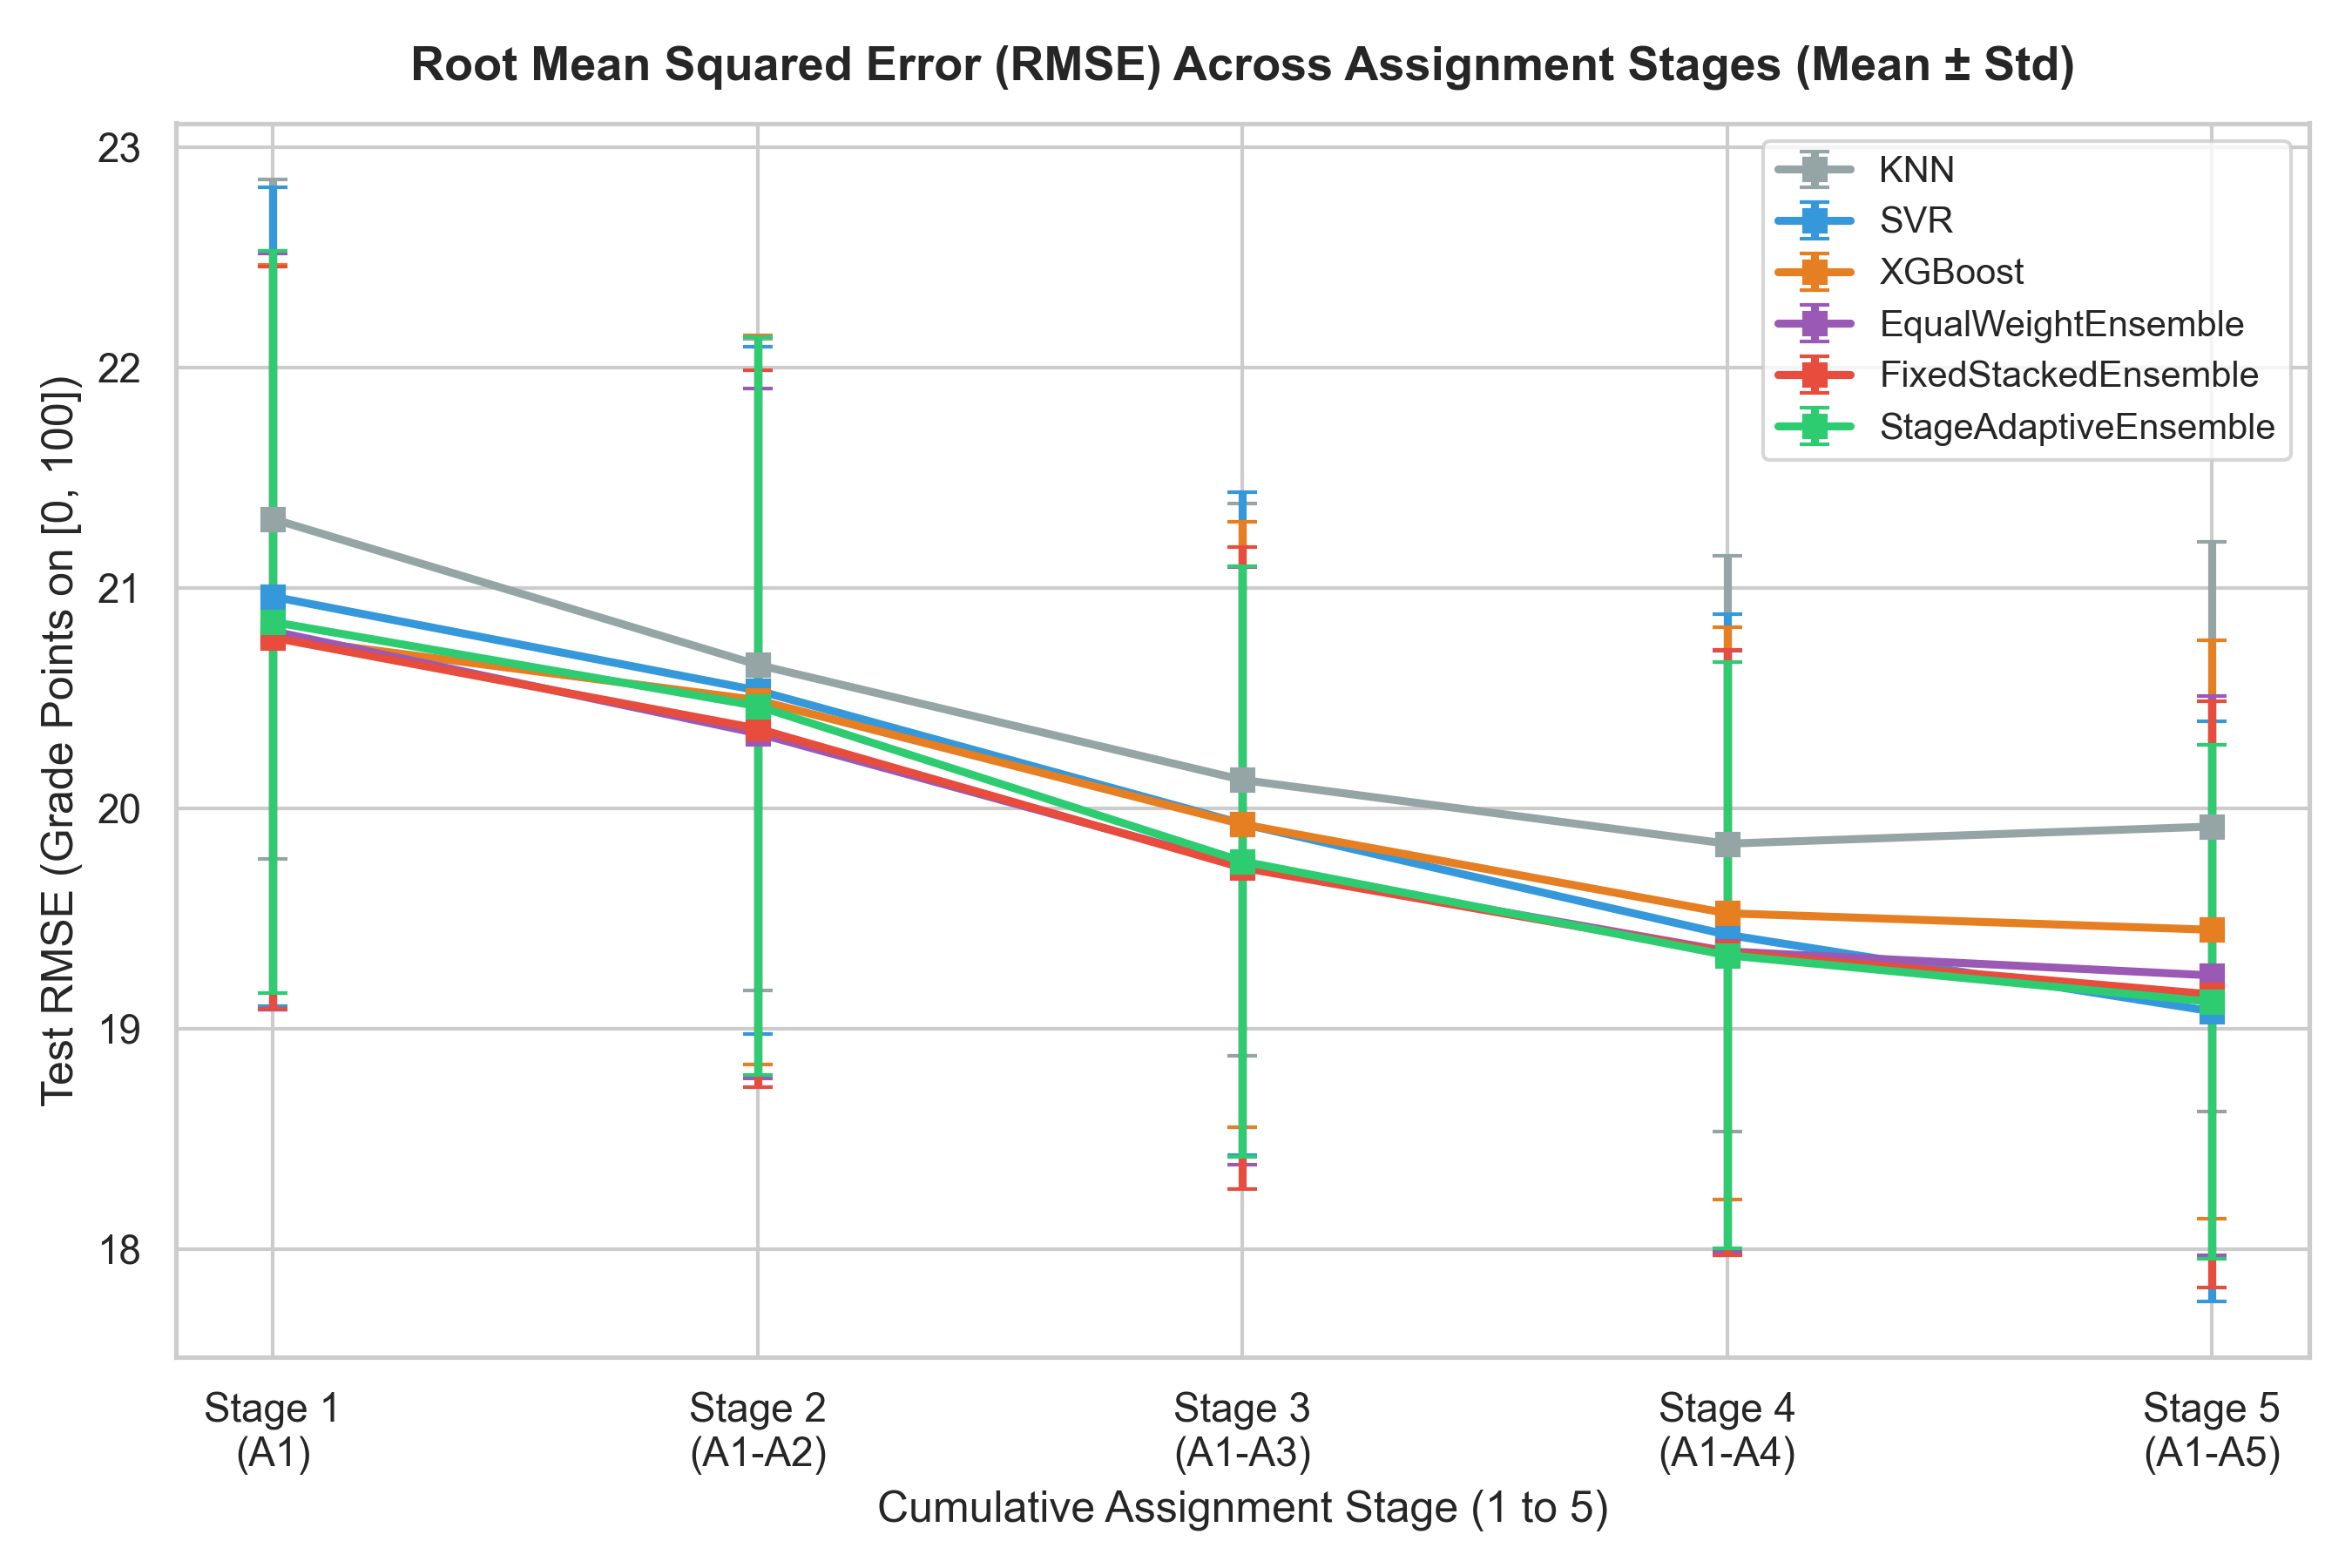 Root Mean Squared Error (RMSE) Across Assignment Stages (Mean ± Std)
23
22
21
20
19
18
Test RMSE (Grade Points on [0, 100])
KNN
SVR
XGBoost
EqualWeightEnsemble
FixedStackedEnsemble
StageAdaptiveEnsemble
Stage 1
(A1)
Stage 2
(A1-A2)
Stage 3
(A1-A3)
Stage 4
(A1-A4)
Stage 5
(A1-A5)
Cumulative Assignment Stage (1 to 5)